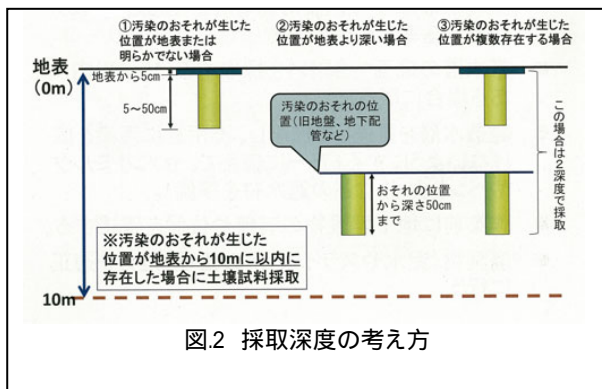 ①汚染のおそれが生じた
位置が地表または
明らかでない場合
②汚染のおそれが生じた
位置が地表より深い場合
③汚染のおそれが生じた
位置が複数存在する場合
地表
(0m)
地表から5cm
5~50cm
汚染のおそれの位
置(旧地盤、地下配
管など)
おそれの位置
から深さ50cm
まで
この場合は2深度で採取
※汚染のおそれが生じた
位置が地表から10mに以内に
存在した場合に土壌試料採取
10m
図.2 採取深度の考え方